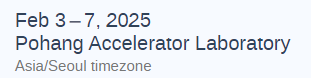 Feb 3 – 7, 2025
Pohang Accelerator Laboratory
Asia/Seoul timezone